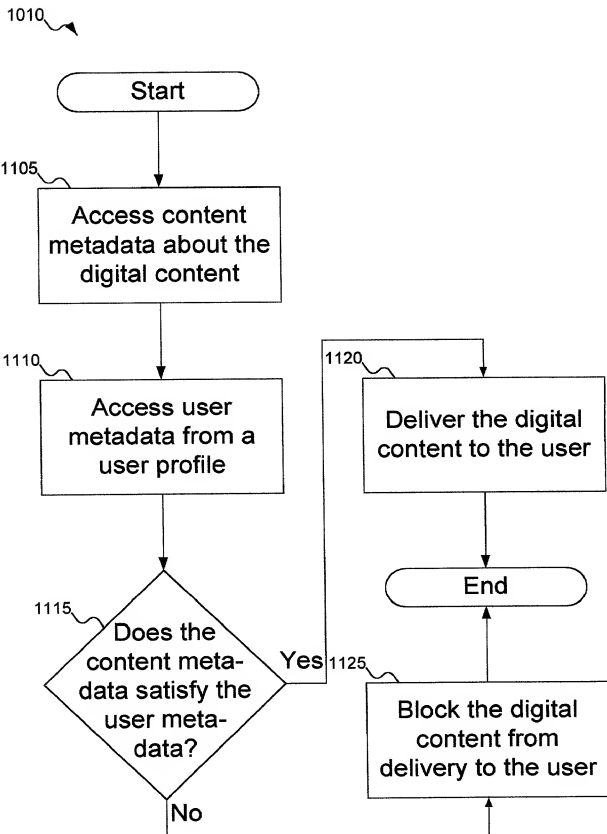 1010
Start
1105
Access content
metadata about the
digital content
1110
Access user
metadata from a
user profile
1115
Does the
content meta-
data satisfy the
user meta-
data?
Yes
No
1120
Deliver the digital
content to the user
End
1125
Block the digital
content from
delivery to the user